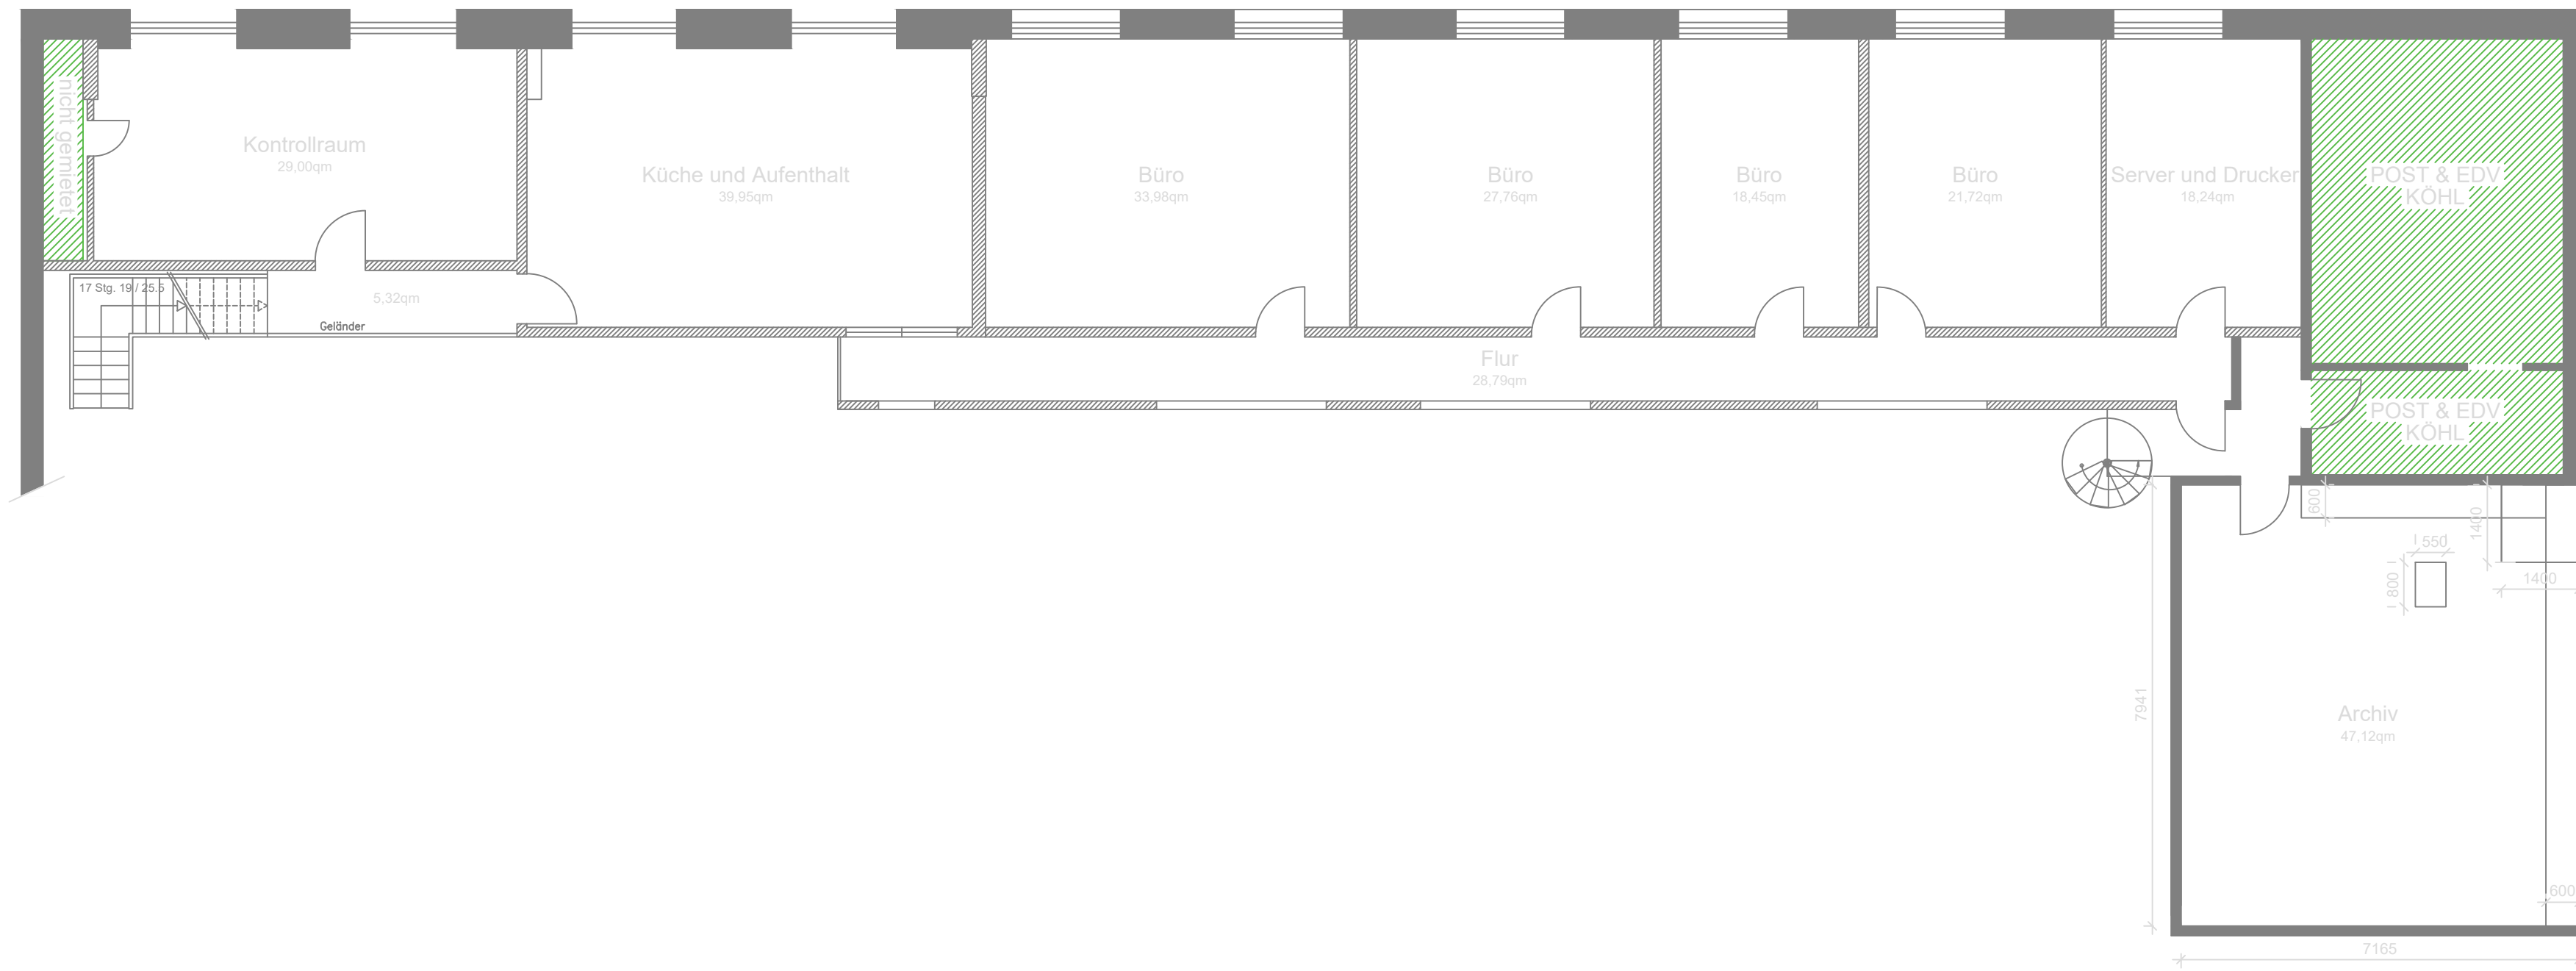 nicht gemietet
Kontrollraum
29,00qm
Küche und Aufenthalt
39,95qm
Büro
33,98qm
Büro
27,76qm
Büro
18,45qm
Büro
21,72qm
Server und Drucker
18,24qm
POST & EDV
KÖHL
17 Stg. 19 / 25.5
5,32qm
Geländer
Flur
28,79qm
POST & EDV
KÖHL
600
1400
550
800
1400
7941
Archiv
47,12qm
600
7165